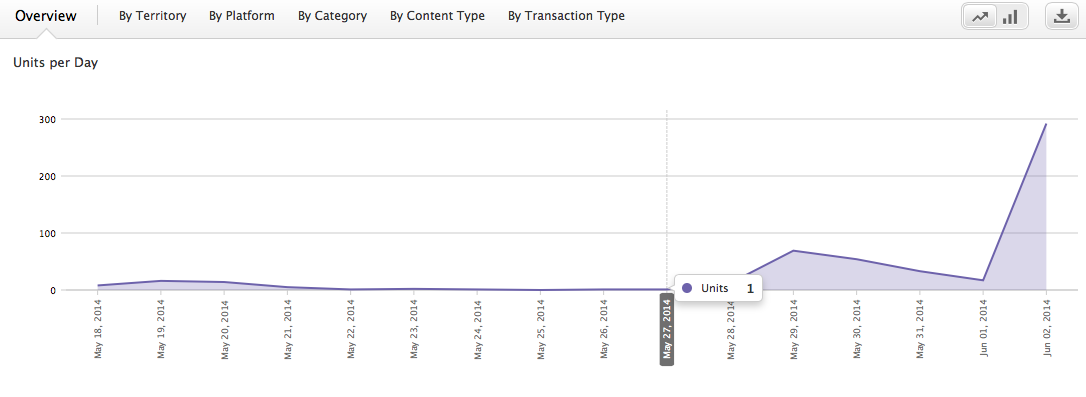 Overview By Territory By Platform By Category By Content Type By Transaction Type
Units per Day
300
200
100
0
Units 1
May 18, 2014
May 19, 2014
May 20, 2014
May 21, 2014
May 22, 2014
May 23, 2014
May 24, 2014
May 25, 2014
May 26, 2014
May 27, 2014
May 28, 2014
May 29, 2014
May 30, 2014
May 31, 2014
Jun 01, 2014
Jun 02, 2014